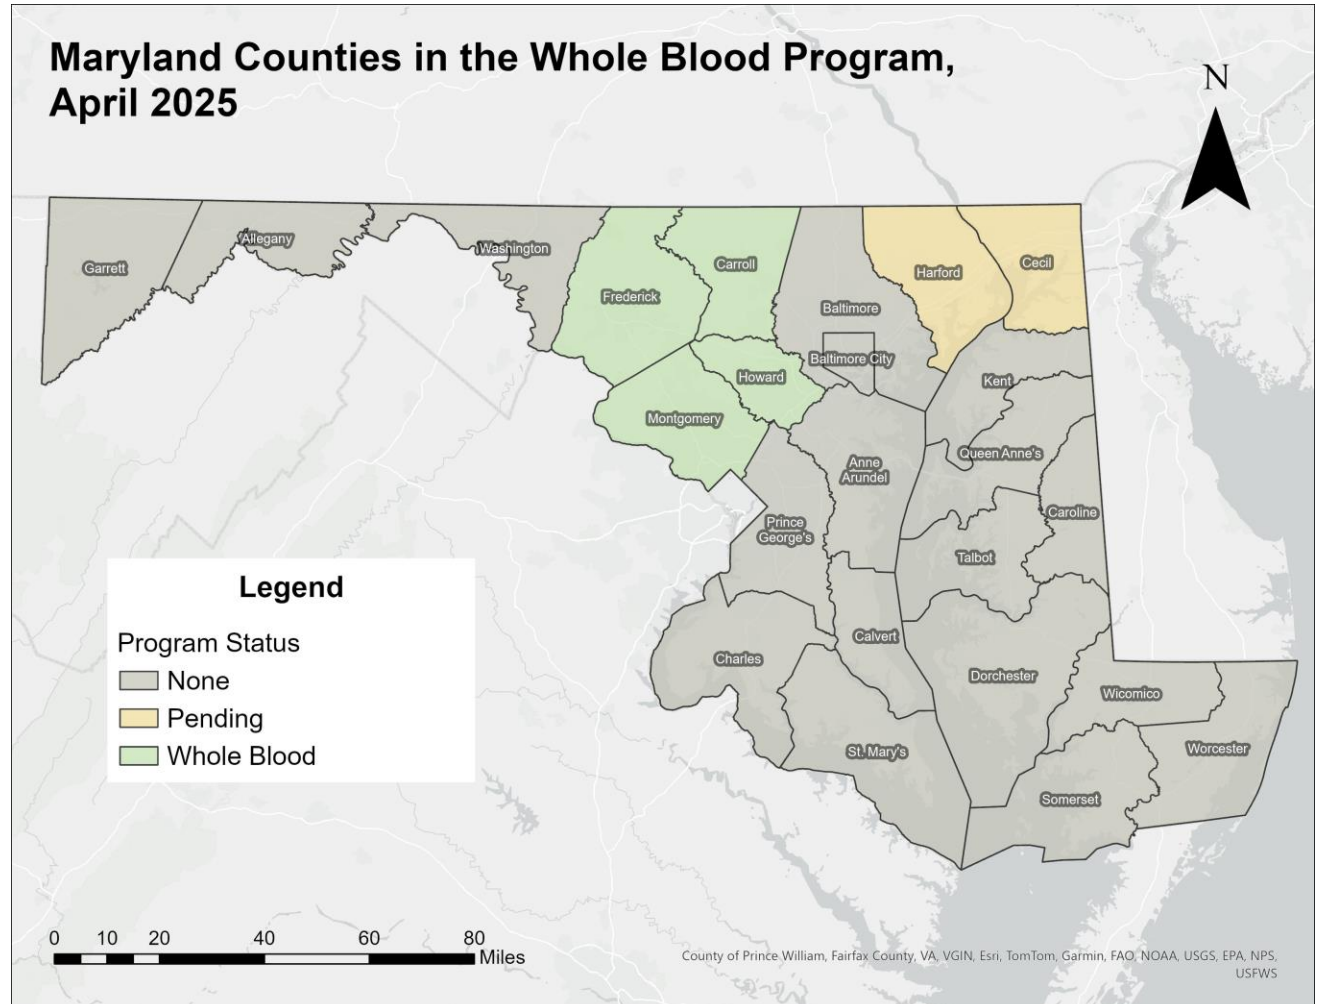 Maryland Counties in the Whole Blood Program,
April 2025
N
Garrett
Allegany
Washington
Frederick
Carroll
Baltimore
Harford
Cecil
Baltimore City
Howard
Kent
Montgomery
Anne
Arundel
Queen Anne's
Prince
George's
Caroline
Talbot
Calvert
Charles
Dorchester
Wicomico
St. Mary's
Worcester
Somerset
Legend
Program Status
None
Pending
Whole Blood
0 10 20 40 60 80
Miles
County of Prince William, Fairfax County, VA, VGIN, Esri, TomTom, Garmin, FAO, NOAA, USGS, EPA, NPS,
USFWS